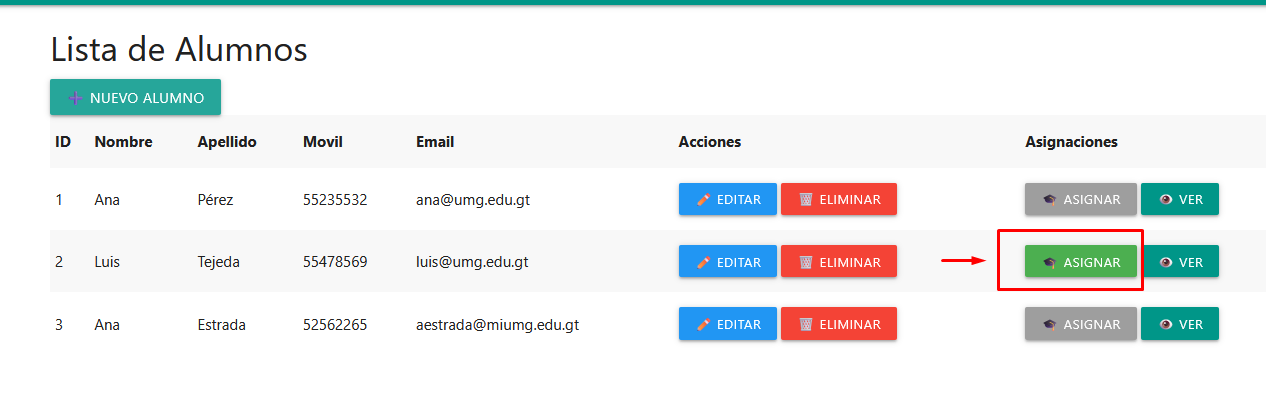 Lista de Alumnos
NUEVO ALUMNO
ID Nombre Apellido Movil Email Acciones Asignaciones
1 Ana Pérez 55235532 ana@umg.edu.gt EDITAR ELIMINAR ASIGNAR VER
2 Luis Tejeda 55478569 luis@umg.edu.gt EDITAR ELIMINAR ASIGNAR VER
3 Ana Estrada 52562265 aestrada@miumg.edu.gt EDITAR ELIMINAR ASIGNAR VER